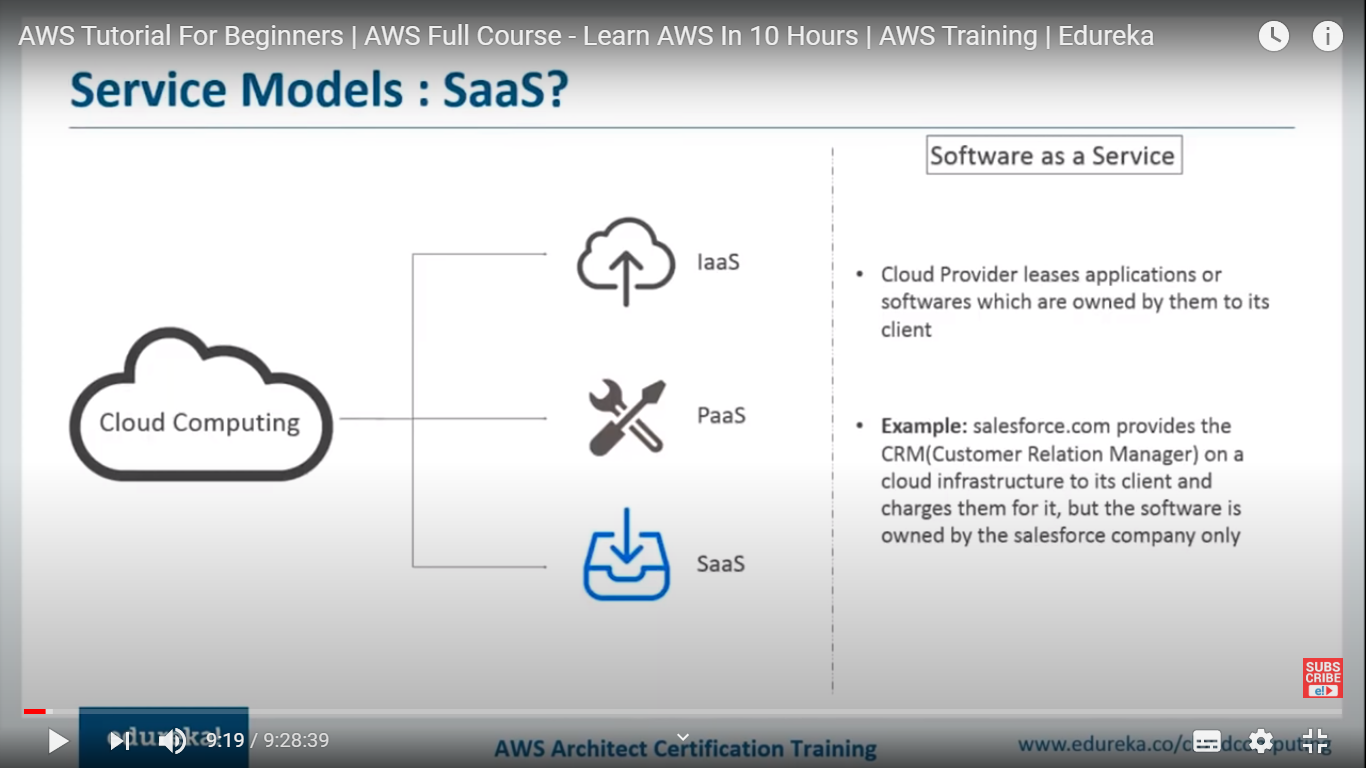 AWS Tutorial For Beginners | AWS Full Course - Learn AWS In 10 Hours | AWS Training | Edureka
Service Models : SaaS?
Software as a Service
IaaS
• Cloud Provider leases applications or
softwares which are owned by them to its
client
Cloud Computing
PaaS
• Example: salesforce.com provides the
CRM(Customer Relation Manager) on a
cloud infrastructure to its client and
charges them for it, but the software is
owned by the salesforce company only
SaaS
SUBS
CRIBE
e!
edureka!
9:19 / 9:28:39
AWS Architect Certification Training
www.edureka.co/cloudcomputing